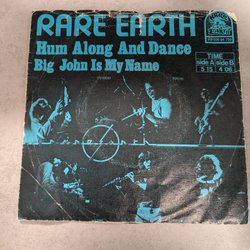 RARE EARTH
Hum Along And Dance
Big John Is My Name
TIME
side A side B
5 15 4 06